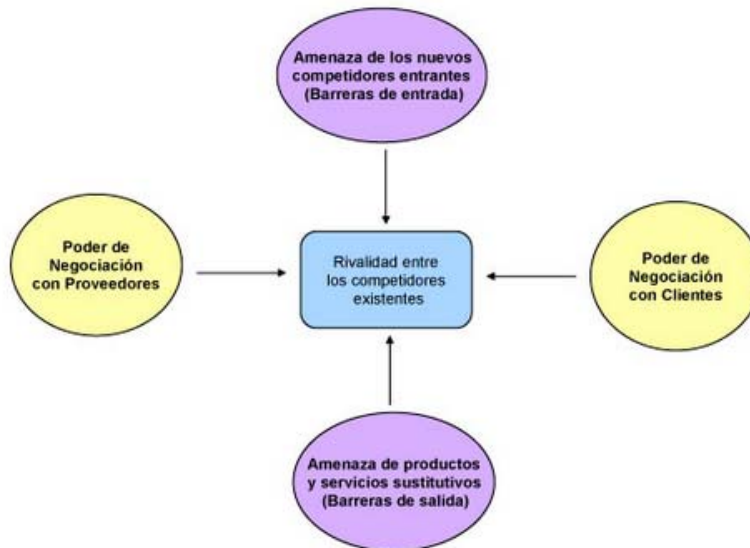 Amenaza de los nuevos
competidores entrantes
(Barreras de entrada)
Poder de
Negociación
con Proveedores
Rivalidad entre
los competidores
existentes
Poder de
Negociación
con Clientes
Amenaza de productos
y servicios sustitutivos
(Barreras de salida)